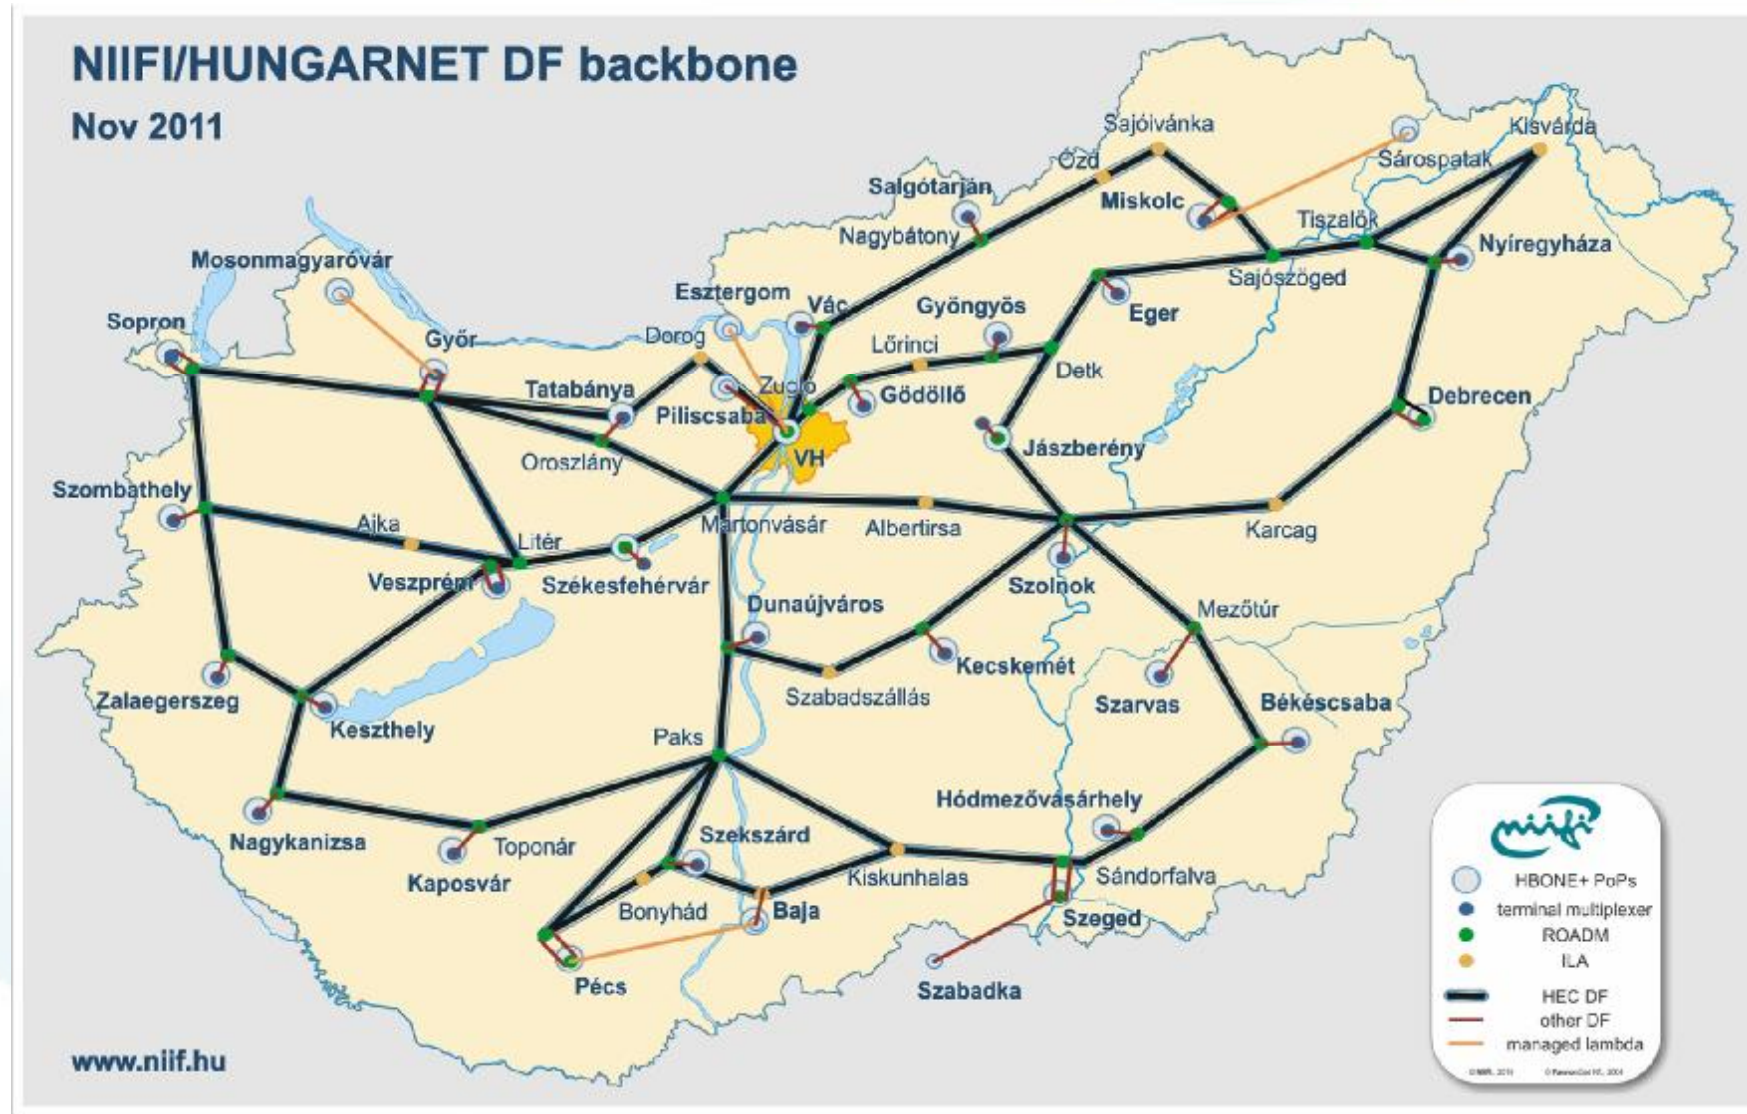 NIIFI/HUNGARNET DF backbone
Nov 2011
Sajóivánka
Kisvárda
Ózd
Sárospatak
Salgótarján
Miskolc
Tiszalök
Nagybátony
Nyíregyháza
Mosonmagyaróvár
Sajószöged
Esztergom
Vác
Gyöngyös
Eger
Sopron
Győr
Dorog
Lőrinci
Detk
Tatabánya
Zugló
Gödöllő
Debrecen
Piliscsaba
Jászberény
Oroszlány
VH
Szombathely
Ajka
Litér
Martonvásár
Albertirsa
Karcag
Veszprém
Székesfehérvár
Szolnok
Dunaújváros
Mezőtúr
Kecskemét
Zalaegerszeg
Szabadszállás
Szarvas
Békéscsaba
Keszthely
Paks
Hódmezővásárhely
Nagykanizsa
Toponár
Szekszárd
Kaposvár
Kiskunhalas
Sándorfalva
Bonyhád
Baja
Szeged
Pécs
Szabadka
niifi
HBONE+ PoPs
terminal multiplexer
ROADM
ILA
HEC DF
other DF
managed lambda
www.niif.hu